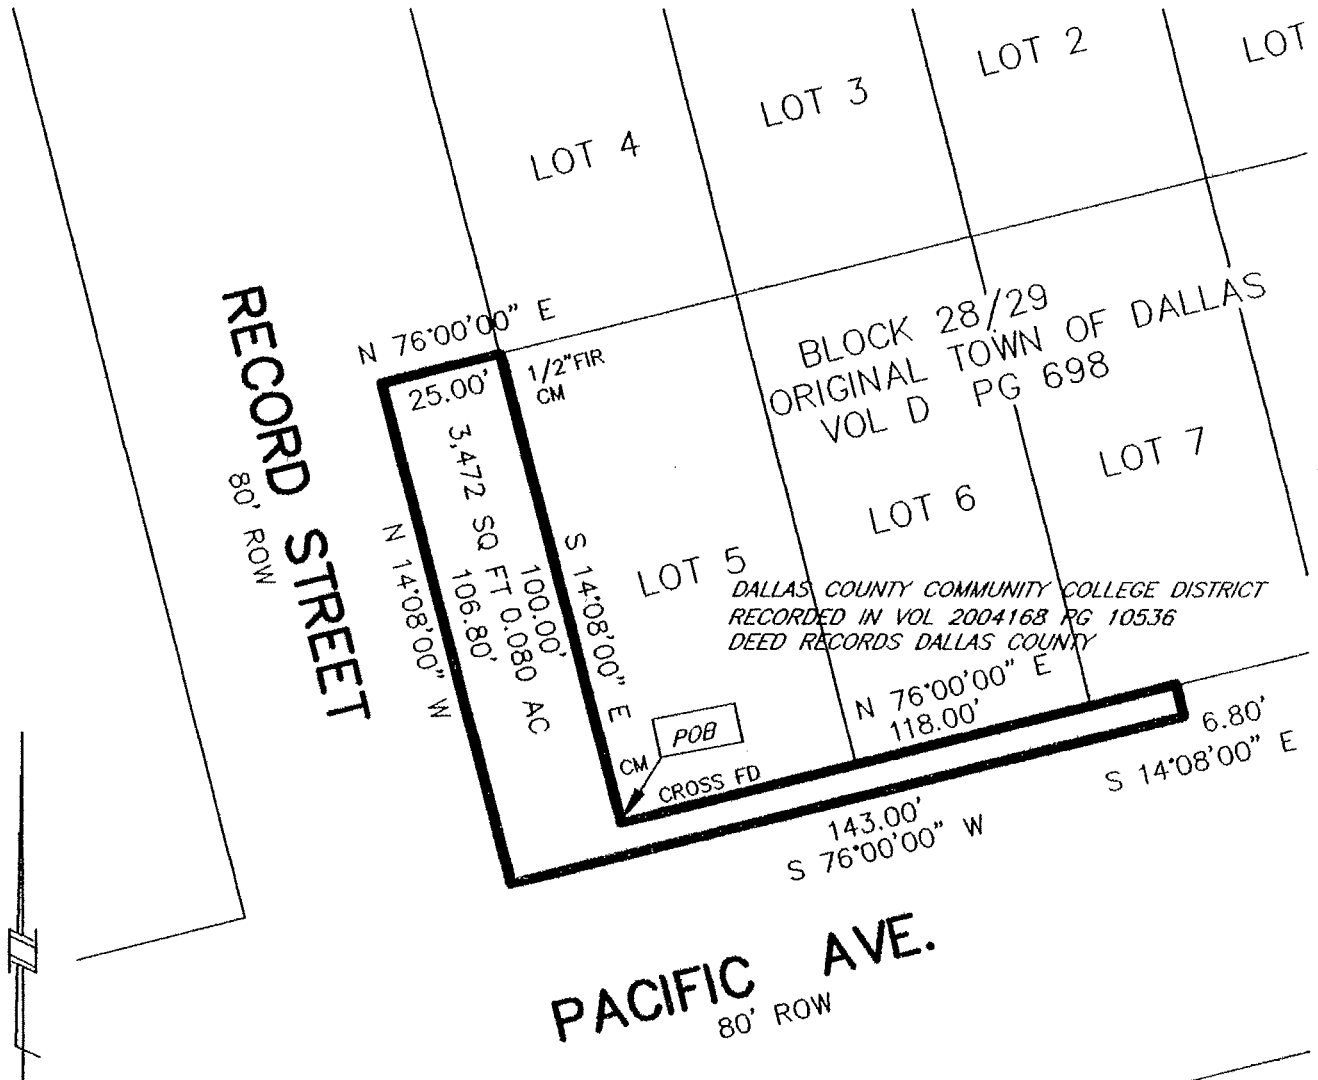 LOT
LOT 2
LOT 3
LOT 4
N 76°00'00" E
25.00'
1/2"FIR
CM
BLOCK 28/29
ORIGINAL TOWN OF DALLAS
VOL D PG 698
RECORD STREET
80' ROW
N 14°08'00" W
106.80'
3,472 SQ FT 0.080 AC
100.00'
S 14°08'00" E
LOT 5
LOT 6
LOT 7
DALLAS COUNTY COMMUNITY COLLEGE DISTRICT
RECORDED IN VOL 2004168 PG 10536
DEED RECORDS DALLAS COUNTY
N 76°00'00" E
118.00'
POB
CM
CROSS FD
6.80'
S 14°08'00" E
143.00'
S 76°00'00" W
PACIFIC AVE.
80' ROW